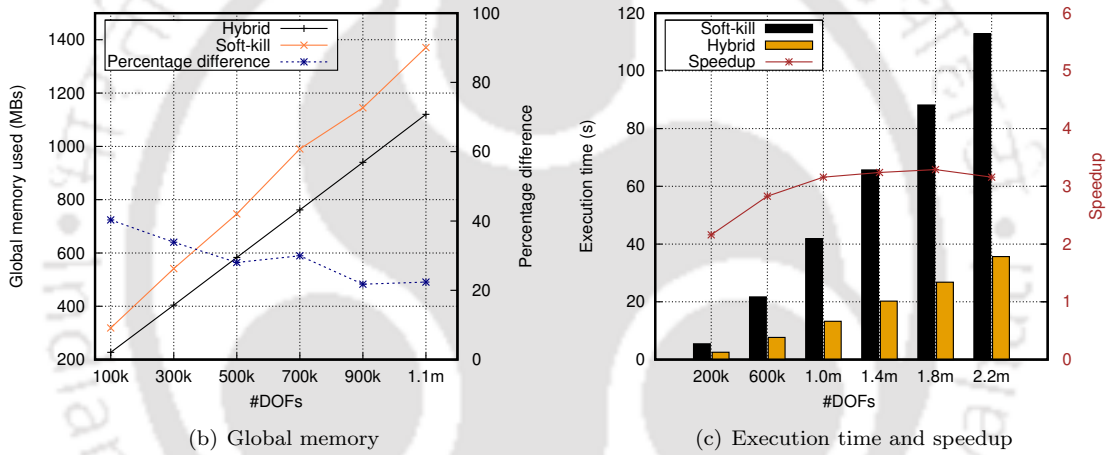 1400
1200
1000
800
600
400
200
100
80
60
40
20
0
Hybrid
Soft-kill
Percentage difference
Global memory used (MBs)
Percentage difference
100k 300k 500k 700k 900k 1.1m
#DOFs
(b) Global memory
120
100
80
60
40
20
0
6
5
4
3
2
1
0
Soft-kill
Hybrid
Speedup
Execution time (s)
Speedup
200k 600k 1.0m 1.4m 1.8m 2.2m
#DOFs
(c) Execution time and speedup